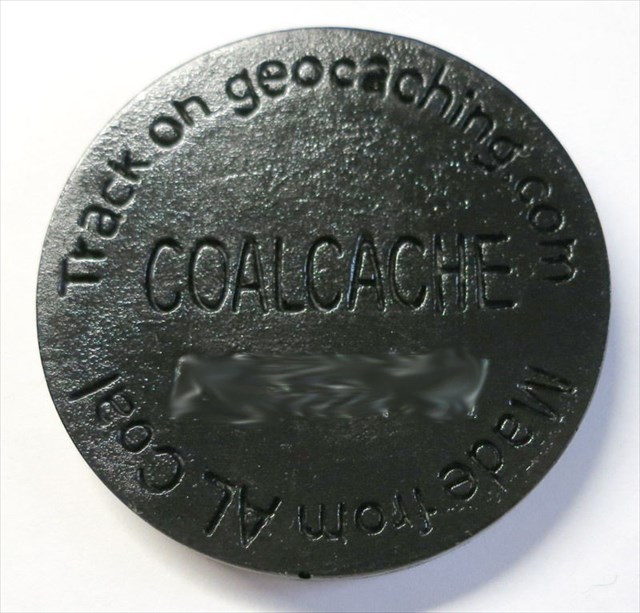 Track on geocaching.com
COALCACHE
Made from AL Coal